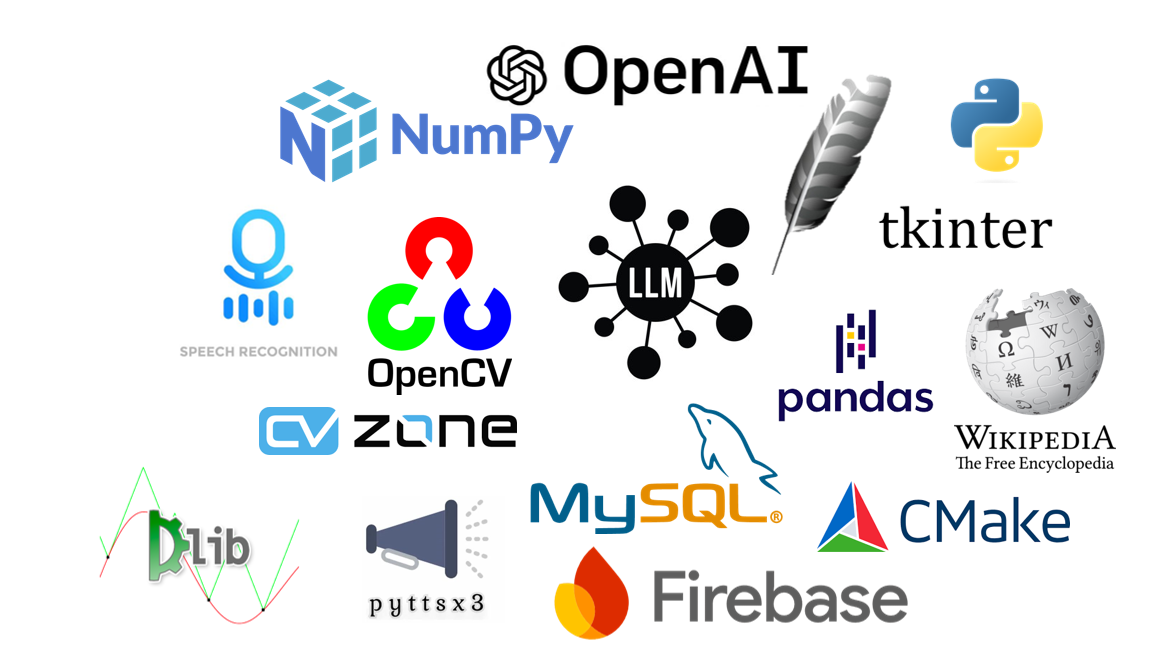 OpenAI
NumPy
tkinter
SPEECH RECOGNITION
LLM
OpenCV
pandas
CV ZONE
WIKIPEDIA
The Free Encyclopedia
MySQL®
CMake
Dlib
pyttsx3
Firebase